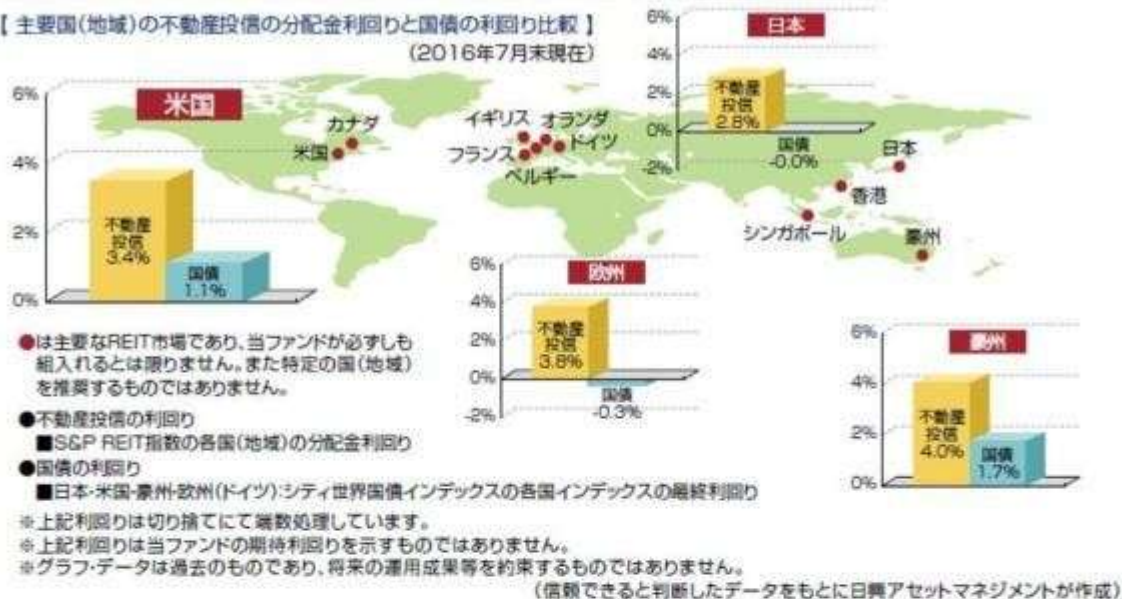 【 主要国(地域)の不動産投信の分配金利回りと国債の利回り比較 】
(2016年7月末現在)
米国
6%
4%
2%
0%
不動産
投信
3.4%
国債
1.1%
カナダ
米国
イギリス
オランダ
フランス
ドイツ
ベルギー
日本
6%
4%
2%
0%
-2%
不動産
投信
2.8%
国債
-0.0%
日本
香港
シンガポール
豪州
欧州
6%
4%
2%
0%
-2%
不動産
投信
3.8%
国債
-0.3%
豪州
6%
4%
2%
0%
不動産
投信
4.0%
国債
1.7%
●は主要なREIT市場であり、当ファンドが必ずしも
組入れるとは限りません。また特定の国(地域)
を推奨するものではありません。
●不動産投信の利回り
■S&P REIT指数の各国(地域)の分配金利回り
●国債の利回り
■日本・米国・豪州・欧州(ドイツ):シティ世界国債インデックスの各国インデックスの最終利回り
※上記利回りは切り捨てにて端数処理しています。
※上記利回りは当ファンドの期待利回りを示すものではありません。
※グラフ・データは過去のものであり、将来の運用成果等を約束するものではありません。
(信頼できると判断したデータをもとに日興アセットマネジメントが作成)